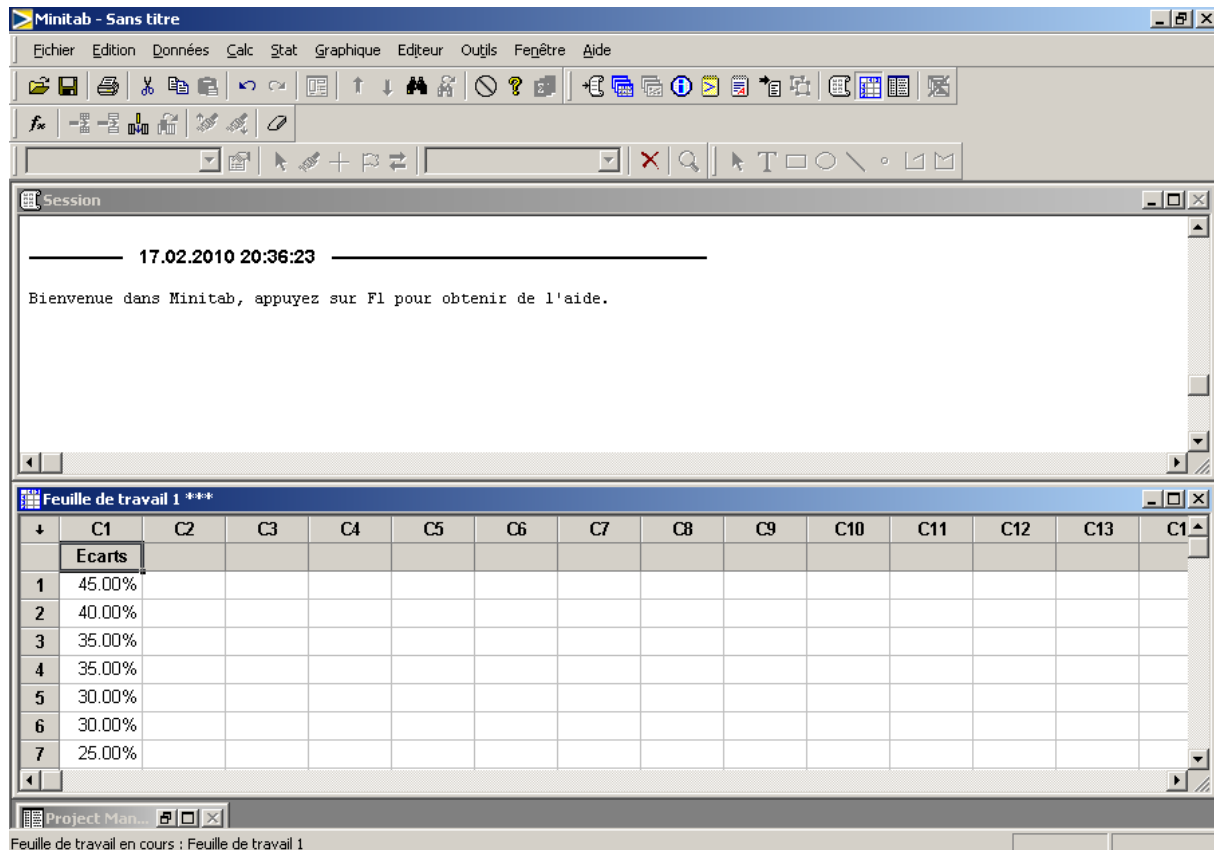 Minitab - Sans titre
Fichier Edition Données Calc Stat Graphique Editeur Outils Fenêtre Aide
Session
17.02.2010 20:36:23
Bienvenue dans Minitab, appuyez sur F1 pour obtenir de l'aide.
Feuille de travail 1 ***
C1 C2 C3 C4 C5 C6 C7 C8 C9 C10 C11 C12 C13 C1
Ecarts
1 45.00%
2 40.00%
3 35.00%
4 35.00%
5 30.00%
6 30.00%
7 25.00%
Project Man...
Feuille de travail en cours : Feuille de travail 1